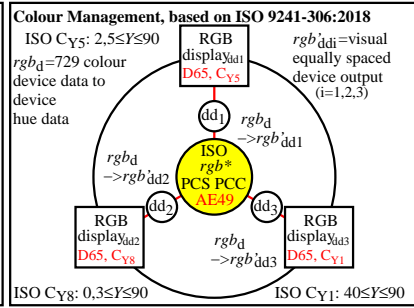 Colour Management, based on ISO 9241-306:2018
ISO CY5: 2,5≤Y≤90
rgbd=729 colour
device data to
device
hue data
RGB
displaydd1
D65, CY5
rgb'ddi=visual
equally spaced
device output
(i=1,2,3)
dd1
rgbd
−>rgb'dd1
rgbd
−>rgb'dd2
ISO
rgb*
PCS PCC
AE49
dd2
dd3
RGB
displaydd2
D65, CY8
rgbd
−>rgb'dd3
RGB
displaydd3
D65, CY1
ISO CY8: 0,3≤Y≤90
ISO CY1: 40≤Y≤90